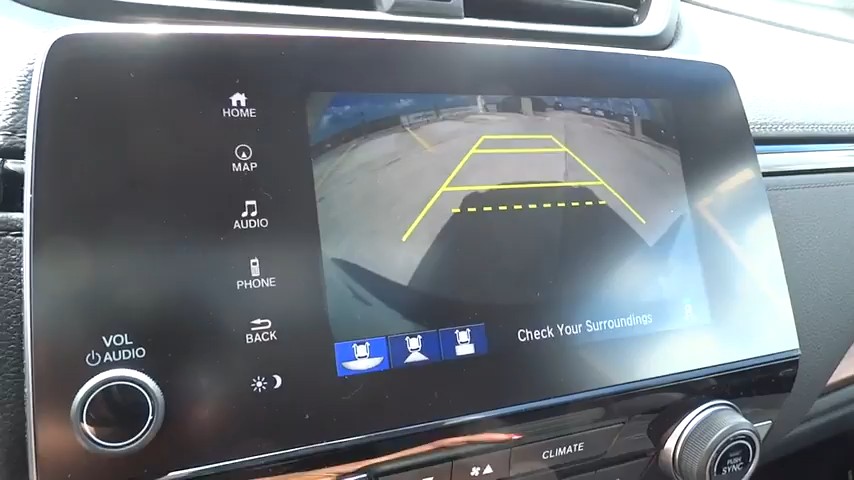 HOME
MAP
AUDIO
PHONE
BACK
VOL
AUDIO
Check Your Surroundings
CLIMATE
PUSH
SYNC